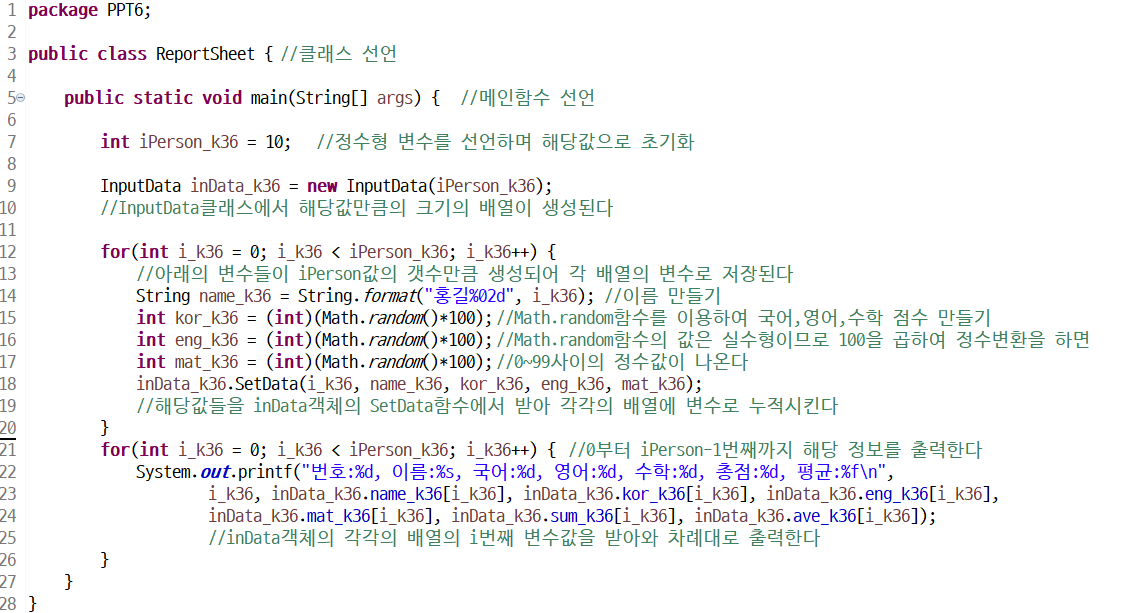 1 package PPT6;
2
3 public class ReportSheet { //클래스 선언
4
5 public static void main(String[] args) { //메인함수 선언
6
7 int iPerson_k36 = 10; //정수형 변수를 선언하며 해당값으로 초기화
8
9 InputData inData_k36 = new InputData(iPerson_k36);
10 //InputData클래스에서 해당값만큼의 크기의 배열이 생성된다
11
12 for(int i_k36 = 0; i_k36 < iPerson_k36; i_k36++) {
13 //아래의 변수들이 iPerson값의 갯수만큼 생성되어 각 배열의 변수로 저장된다
14 String name_k36 = String.format("홍길%02d", i_k36); //이름 만들기
15 int kor_k36 = (int)(Math.random()*100); //Math.random함수를 이용하여 국어,영어,수학 점수 만들기
16 int eng_k36 = (int)(Math.random()*100); //Math.random함수의 값은 실수형이므로 100을 곱하여 정수변환을 하면
17 int mat_k36 = (int)(Math.random()*100); //0~99사이의 정수값이 나온다
18 inData_k36.SetData(i_k36, name_k36, kor_k36, eng_k36, mat_k36);
19 //해당값들을 inData객체의 SetData함수에서 받아 각각의 배열에 변수로 누적시킨다
20 }
21 for(int i_k36 = 0; i_k36 < iPerson_k36; i_k36++) { //0부터 iPerson-1번째까지 해당 정보를 출력한다
22 System.out.printf("번호:%d, 이름:%s, 국어:%d, 영어:%d, 수학:%d, 총점:%d, 평균:%f\n",
23 i_k36, inData_k36.name_k36[i_k36], inData_k36.kor_k36[i_k36], inData_k36.eng_k36[i_k36],
24 inData_k36.mat_k36[i_k36], inData_k36.sum_k36[i_k36], inData_k36.ave_k36[i_k36]);
25 //inData객체의 각각의 배열의 i번째 변수값을 받아와 차례대로 출력한다
26 }
27 }
28 }